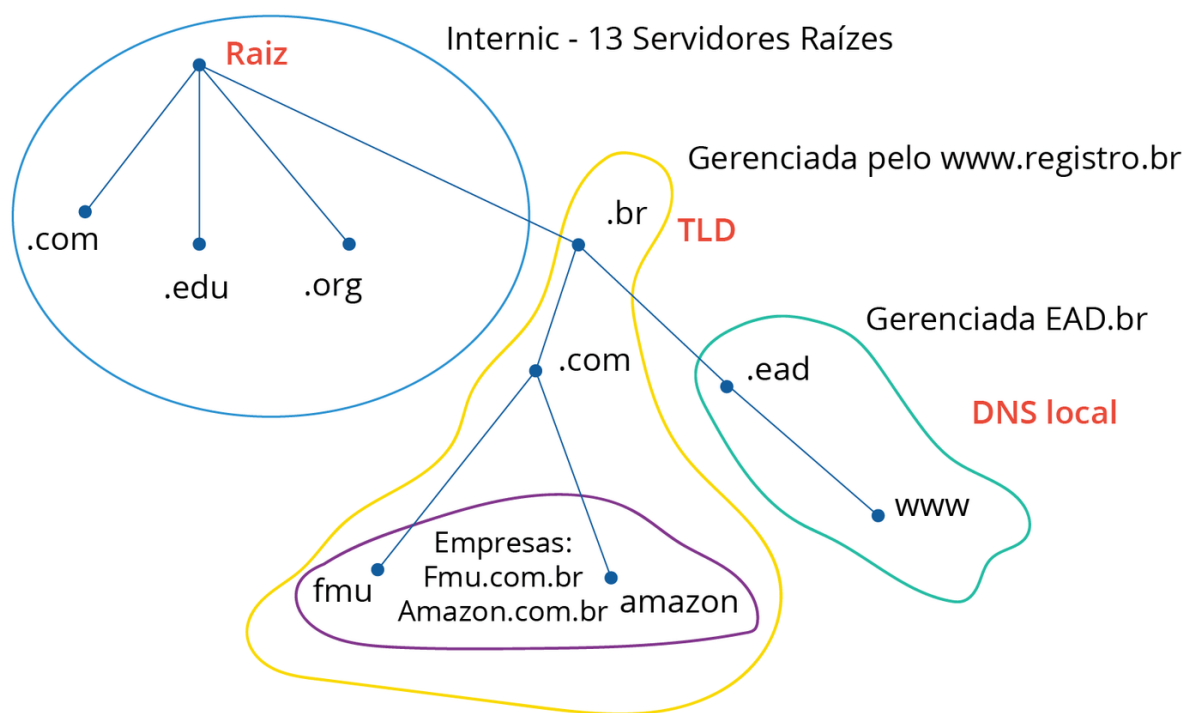 Internic - 13 Servidores Raízes
Raiz
Gerenciada pelo www.registro.br
.br
TLD
.com
.edu
.org
Gerenciada EAD.br
.com
.ead
DNS local
www
Empresas:
Fmu.com.br
Amazon.com.br
fmu
amazon